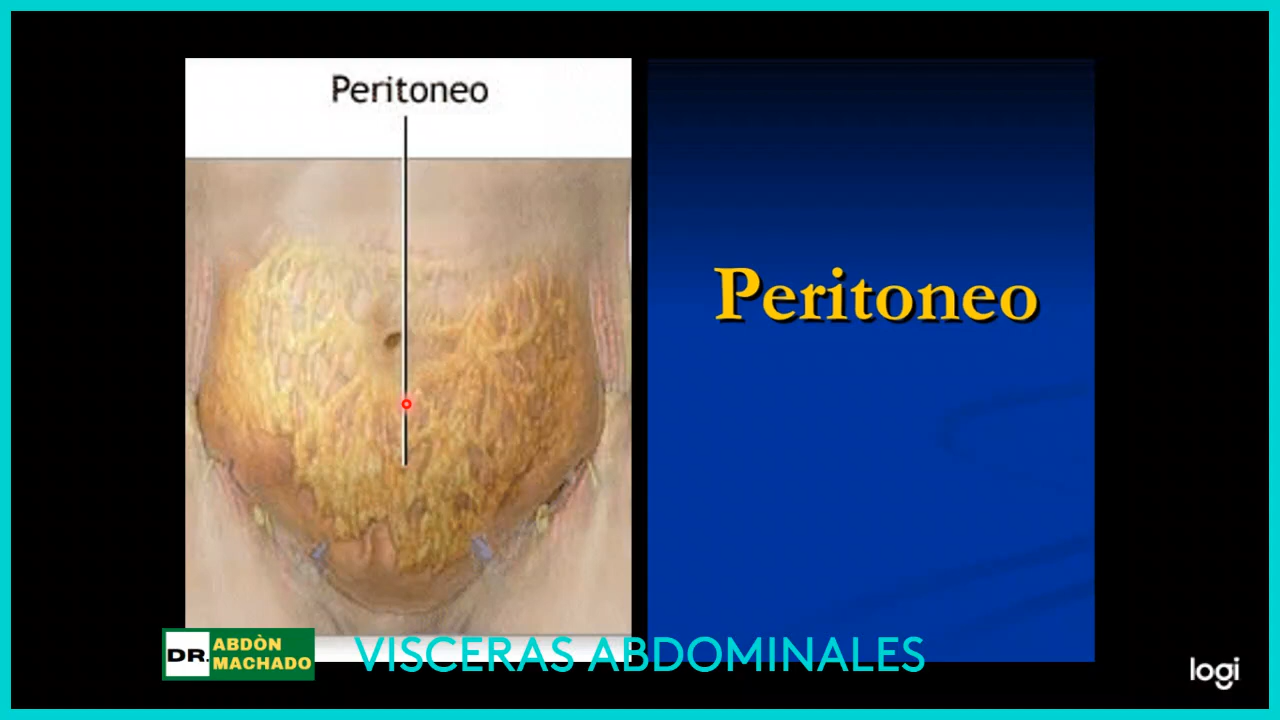 Peritoneo
Peritoneo
DR. ABDÒN
MACHADO
VISCERAS ABDOMINALES
logi